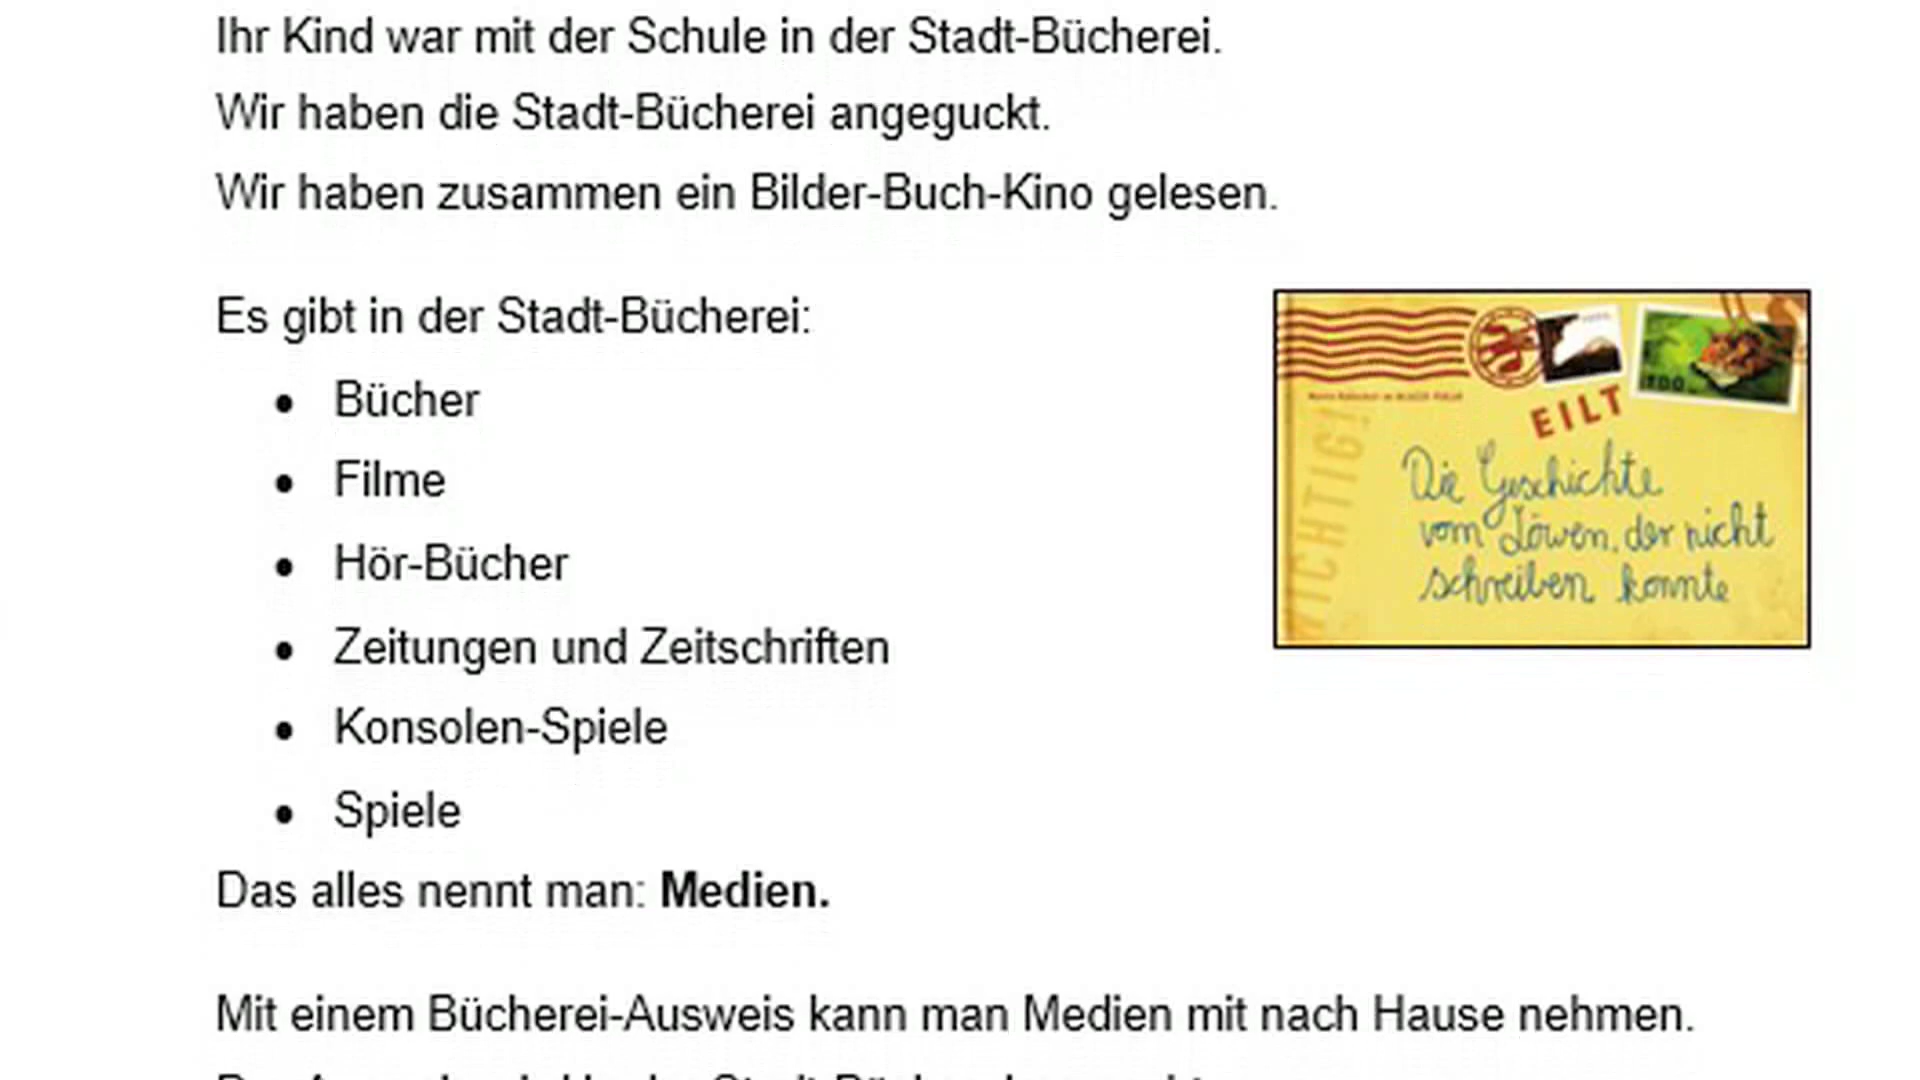 Ihr Kind war mit der Schule in der Stadt-Bücherei.
Wir haben die Stadt-Bücherei angeguckt.
Wir haben zusammen ein Bilder-Buch-Kino gelesen.
Es gibt in der Stadt-Bücherei:
• Bücher
• Filme
• Hör-Bücher
• Zeitungen und Zeitschriften
• Konsolen-Spiele
• Spiele
Das alles nennt man: Medien.
EILT
Die Geschichte
vom Löwen, der nicht
schreiben konnte
Mit einem Bücherei-Ausweis kann man Medien mit nach Hause nehmen.